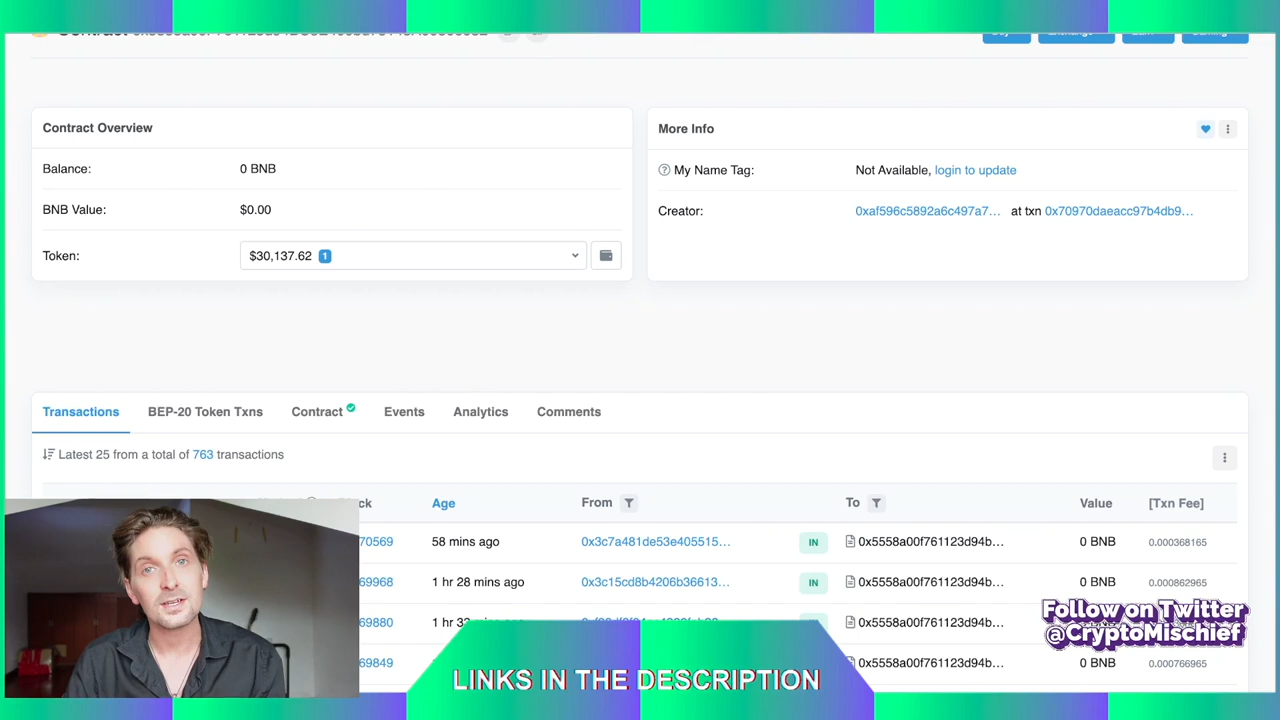 Contract
Contract Overview
Balance:
0 BNB
BNB Value:
$0.00
Token:
$30,137.62 1
More Info
My Name Tag:
Not Available, login to update
Creator:
0xaf596c5892a6c497a7... at txn 0x70970daeacc97b4db9...
Transactions
BEP-20 Token Txns
Contract
Events
Analytics
Comments
Latest 25 from a total of 763 transactions
Age
From
To
Value
[Txn Fee]
70569
58 mins ago
0x3c7a481de53e405515...
IN
0x5558a00f761123d94b...
0 BNB
0.000368165
69968
1 hr 28 mins ago
0x3c15cd8b4206b36613...
IN
0x5558a00f761123d94b...
0 BNB
0.000862965
69880
0x5558a00f761123d94b...
69849
0x5558a00f761123d94b...
0 BNB
0.000766965
Follow on Twitter
@CryptoMischief
LINKS IN THE DESCRIPTION